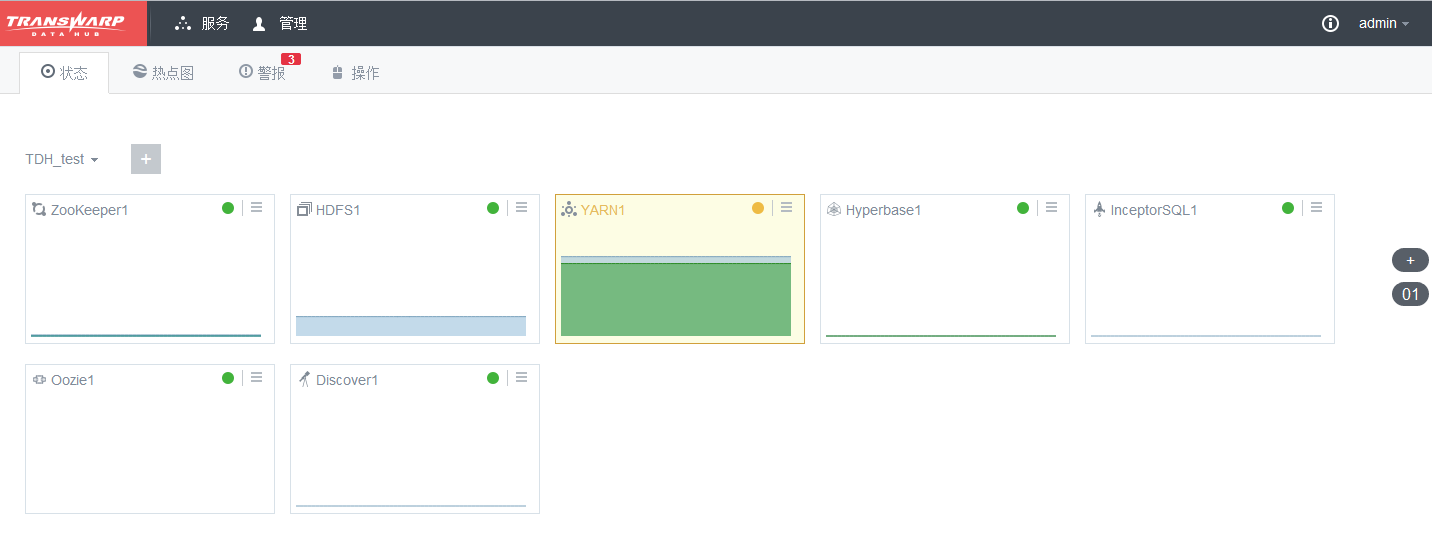 TRANSWARP
DATA HUB
服务
管理
admin
状态
热点图
警报
3
操作
TDH_test
+
ZooKeeper1
HDFS1
YARN1
Hyperbase1
InceptorSQL1
+
01
Oozie1
Discover1